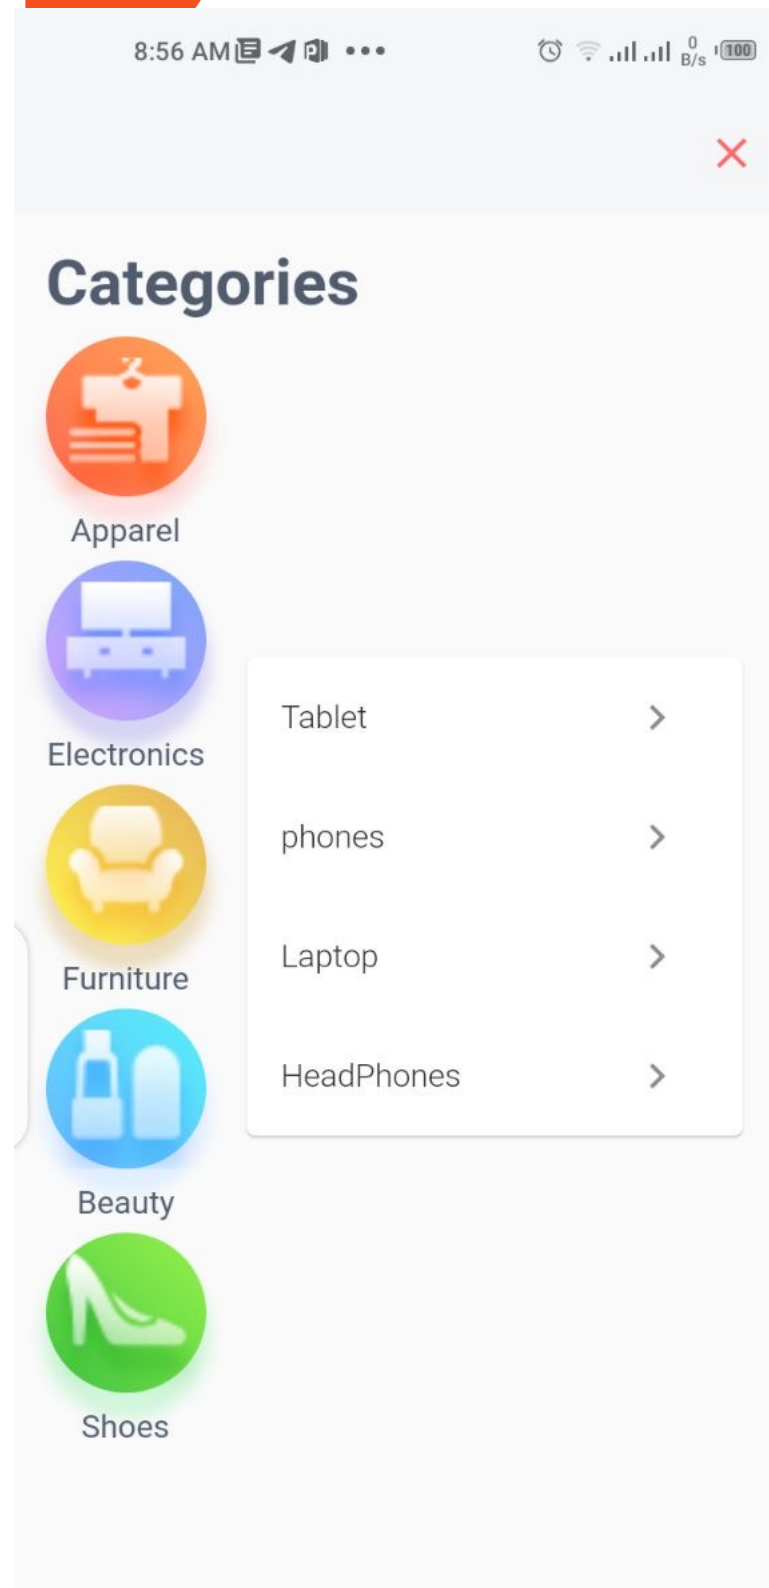 8:56 AM
0
B/s
100
Categories
Apparel
Electronics
Tablet
phones
Furniture
Laptop
HeadPhones
Beauty
Shoes